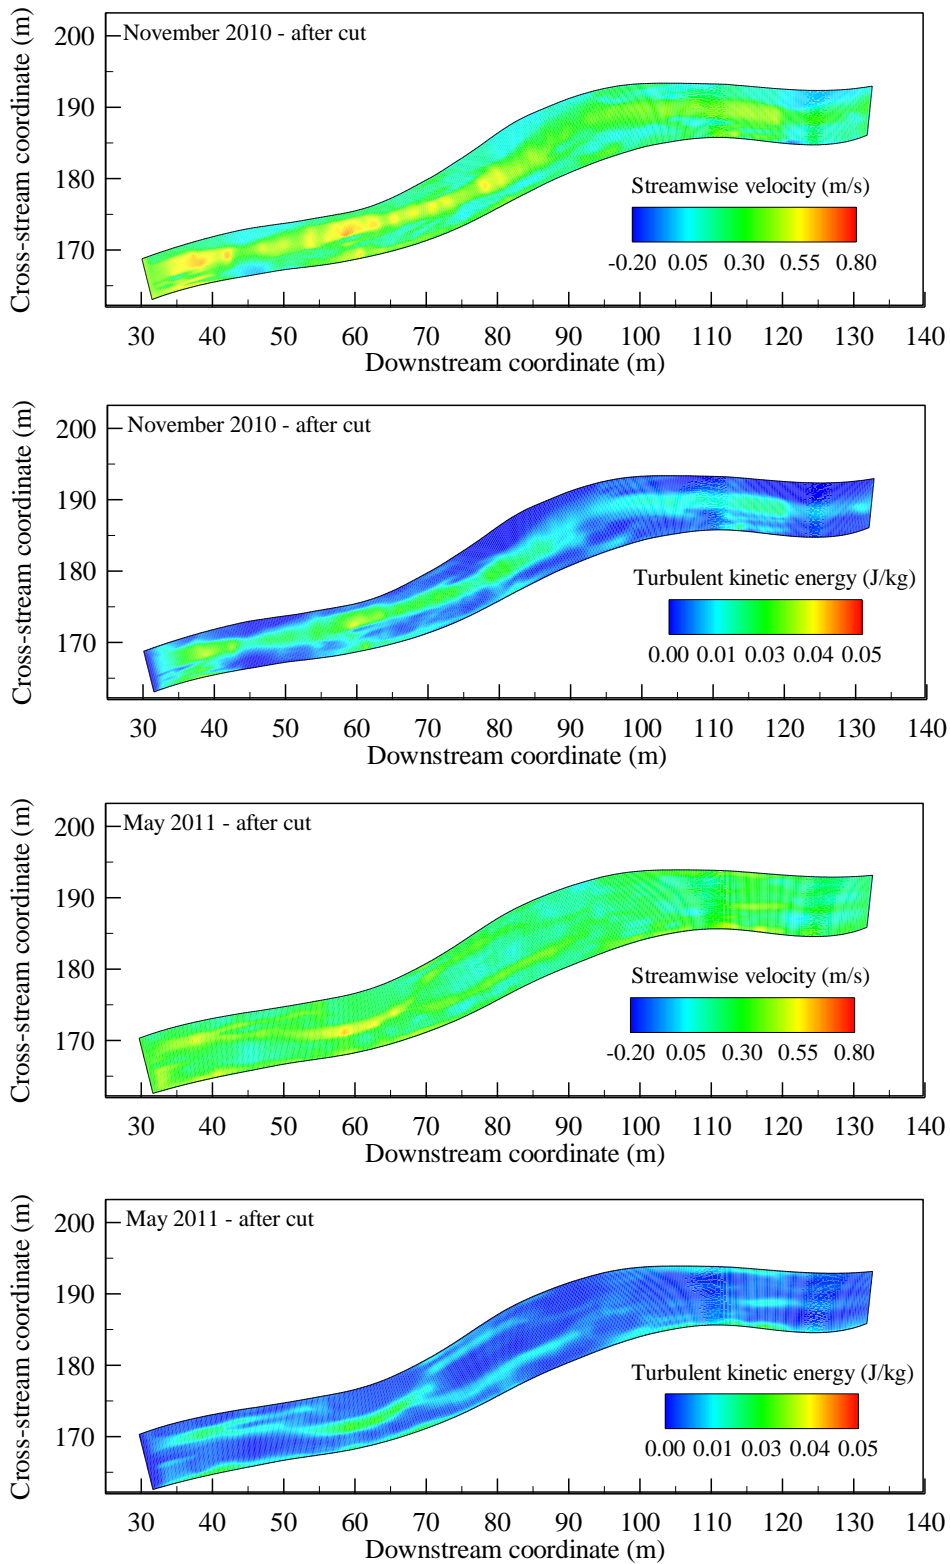 200
November 2010 - after cut
190
180
170
Cross-stream coordinate (m)
Streamwise velocity (m/s)
-0.20 0.05 0.30 0.55 0.80
30 40 50 60 70 80 90 100 110 120 130 140
Downstream coordinate (m)
200
November 2010 - after cut
190
180
170
Cross-stream coordinate (m)
Turbulent kinetic energy (J/kg)
0.00 0.01 0.03 0.04 0.05
30 40 50 60 70 80 90 100 110 120 130 140
Downstream coordinate (m)
200
May 2011 - after cut
190
180
170
Cross-stream coordinate (m)
Streamwise velocity (m/s)
-0.20 0.05 0.30 0.55 0.80
30 40 50 60 70 80 90 100 110 120 130 140
Downstream coordinate (m)
200
May 2011 - after cut
190
180
170
Cross-stream coordinate (m)
Turbulent kinetic energy (J/kg)
0.00 0.01 0.03 0.04 0.05
30 40 50 60 70 80 90 100 110 120 130 140
Downstream coordinate (m)